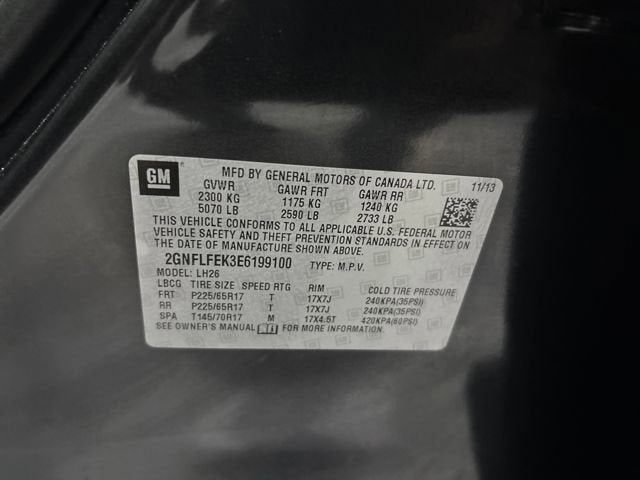 GM
MFD BY GENERAL MOTORS OF CANADA LTD. 11/13
GVWR GAWR FRT GAWR RR
2300 KG 1175 KG 1240 KG
5070 LB 2590 LB 2733 LB
THIS VEHICLE CONFORMS TO ALL APPLICABLE U.S. FEDERAL MOTOR
VEHICLE SAFETY AND THEFT PREVENTION STANDARDS IN EFFECT ON
THE DATE OF MANUFACTURE SHOWN ABOVE.
2GNFLFEK3E6199100 TYPE: M.P.V.
MODEL: LH26
LBCG TIRE SIZE SPEED RTG RIM COLD TIRE PRESSURE
FRT P225/65R17 T 17X7J 240KPA(35PSI)
RR P225/65R17 T 17X7J 240KPA(35PSI)
SPA T145/70R17 M 17X4.5T 420KPA(60PSI)
SEE OWNER'S MANUAL FOR MORE INFORMATION.